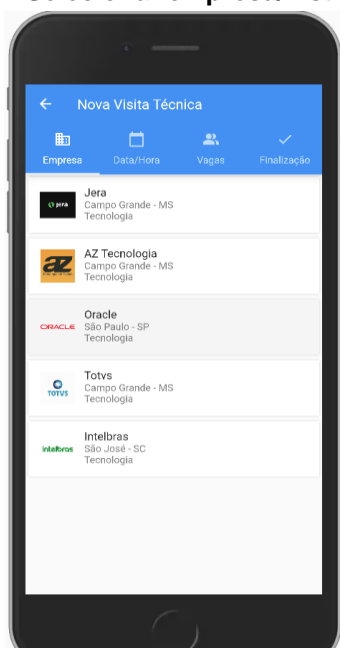 Nova Visita Técnica
Empresa Data/Hora Vagas Finalização
Jera
jera Campo Grande - MS
Tecnologia
AZ Tecnologia
az Campo Grande - MS
Tecnologia
Oracle
ORACLE São Paulo - SP
Tecnologia
Totvs
TOTVS Campo Grande - MS
Tecnologia
Intelbras
intelbras São José - SC
Tecnologia